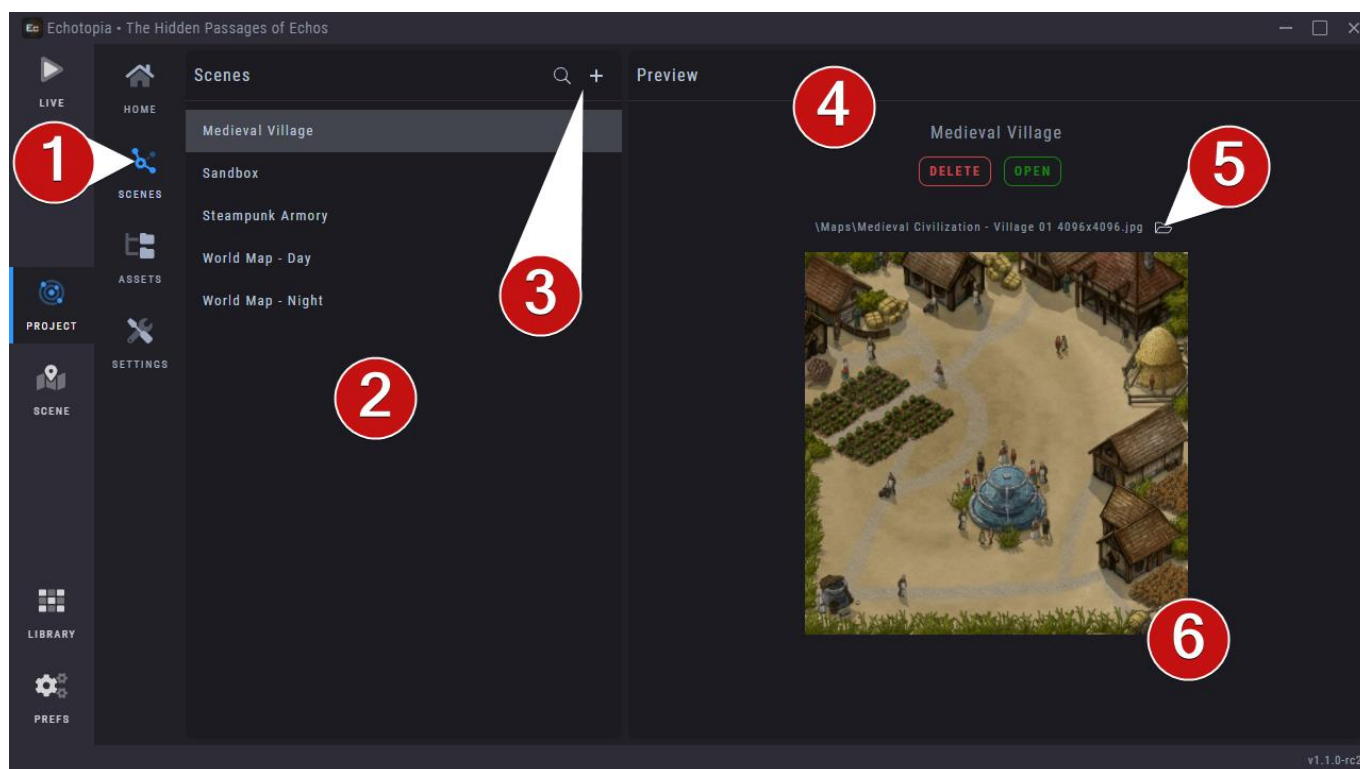 Ec Echotopia • The Hidden Passages of Echos
LIVE
PROJECT
SCENE
LIBRARY
PREFS
HOME
SCENES
ASSETS
SETTINGS
1
Scenes
+
Medieval Village
Sandbox
Steampunk Armory
World Map - Day
World Map - Night
2
3
Preview
4
Medieval Village
DELETE OPEN
5
\Maps\Medieval Civilization - Village 01 4096x4096.jpg
6
v1.1.0-rc2